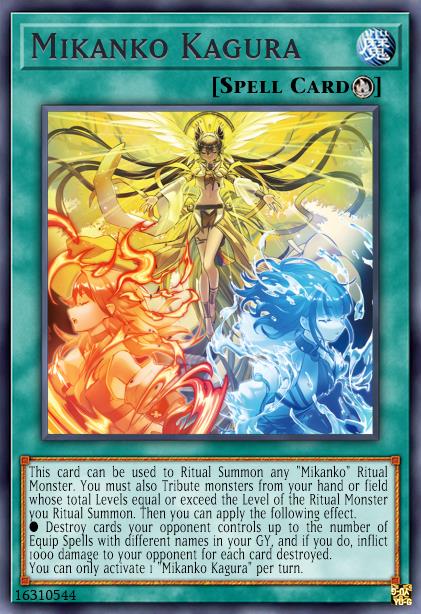 Mikanko Kagura
魔
[Spell Card]
This card can be used to Ritual Summon any "Mikanko" Ritual
Monster. You must also Tribute monsters from your hand or field
whose total Levels equal or exceed the Level of the Ritual Monster
you Ritual Summon. Then you can apply the following effect.
● Destroy cards your opponent controls up to the number of
Equip Spells with different names in your GY, and if you do, inflict
1000 damage to your opponent for each card destroyed.
You can only activate 1 "Mikanko Kagura" per turn.
16310544